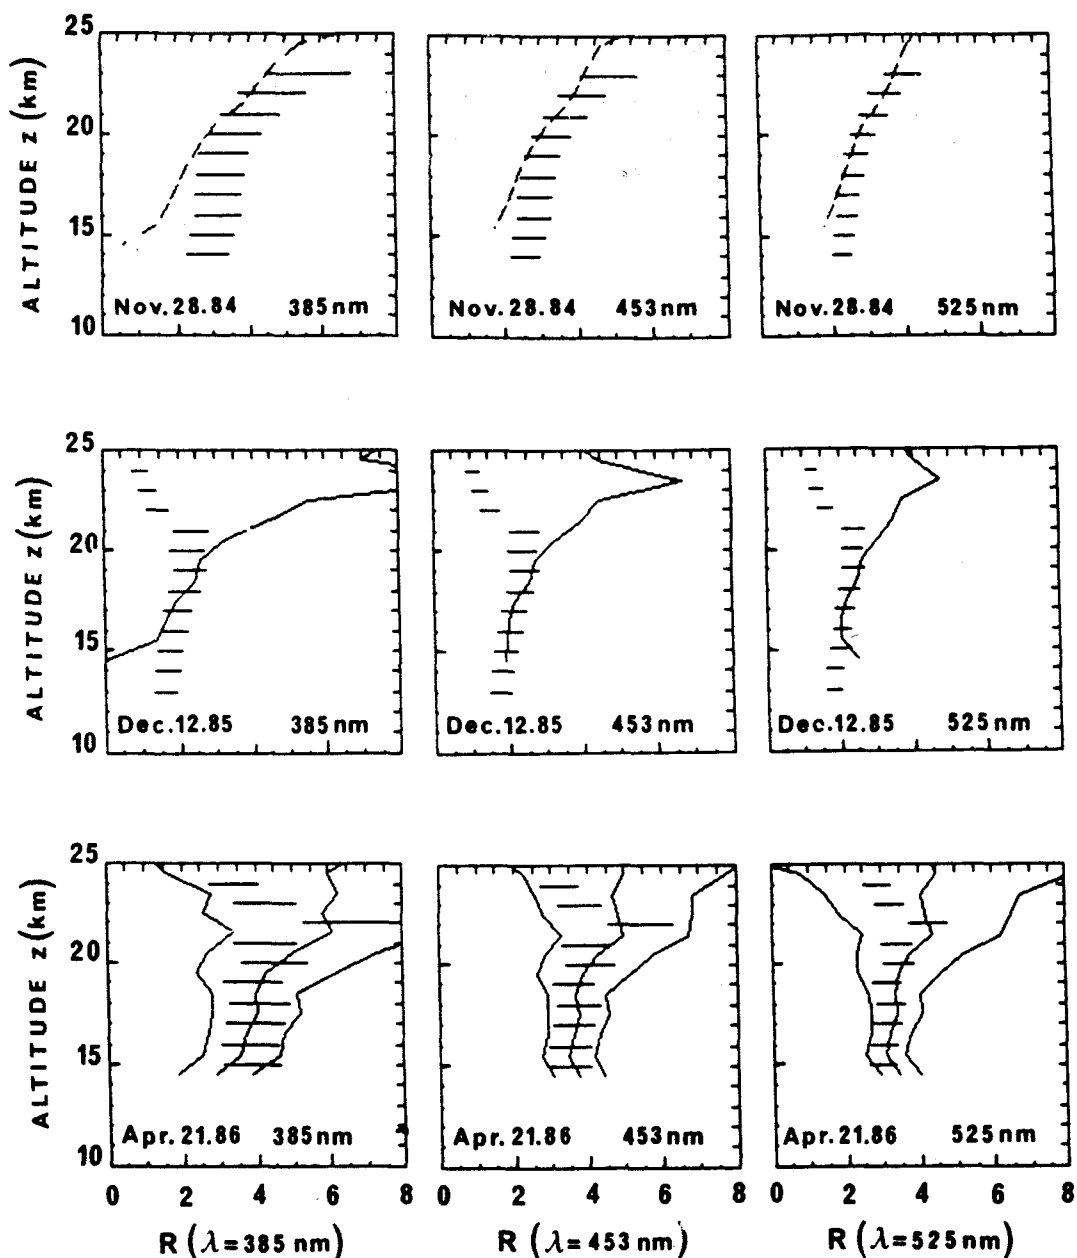 25
20
15
10
ALTITUDE z (km)
Nov. 28.84 385 nm
Nov. 28.84 453 nm
Nov. 28.84 525 nm
25
20
15
10
ALTITUDE z (km)
Dec. 12.85 385 nm
Dec. 12.85 453 nm
Dec. 12.85 525 nm
25
20
15
10
ALTITUDE z (km)
Apr. 21.86 385 nm
Apr. 21.86 453 nm
Apr. 21.86 525 nm
0 2 4 6 0 2 4 6 8 0 2 4 6 8
R (λ=385 nm) R (λ=453 nm) R (λ=525 nm)